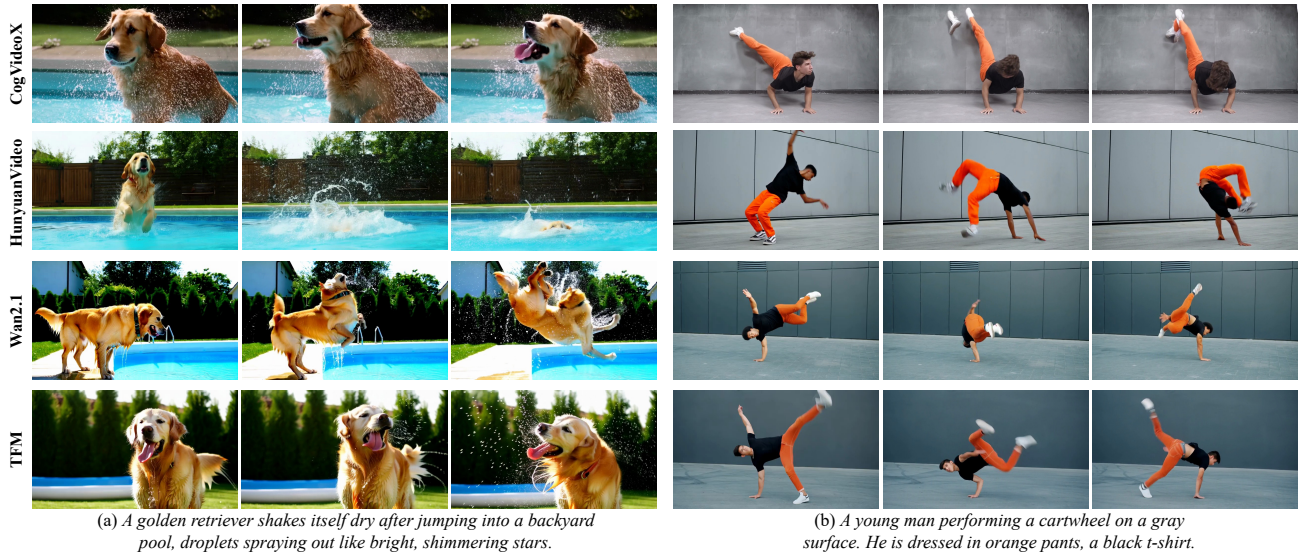 CogVideoX
HunyuanVideo
Wan2.1
TFM
(a) A golden retriever shakes itself dry after jumping into a backyard
pool, droplets spraying out like bright, shimmering stars.
(b) A young man performing a cartwheel on a gray
surface. He is dressed in orange pants, a black t-shirt.